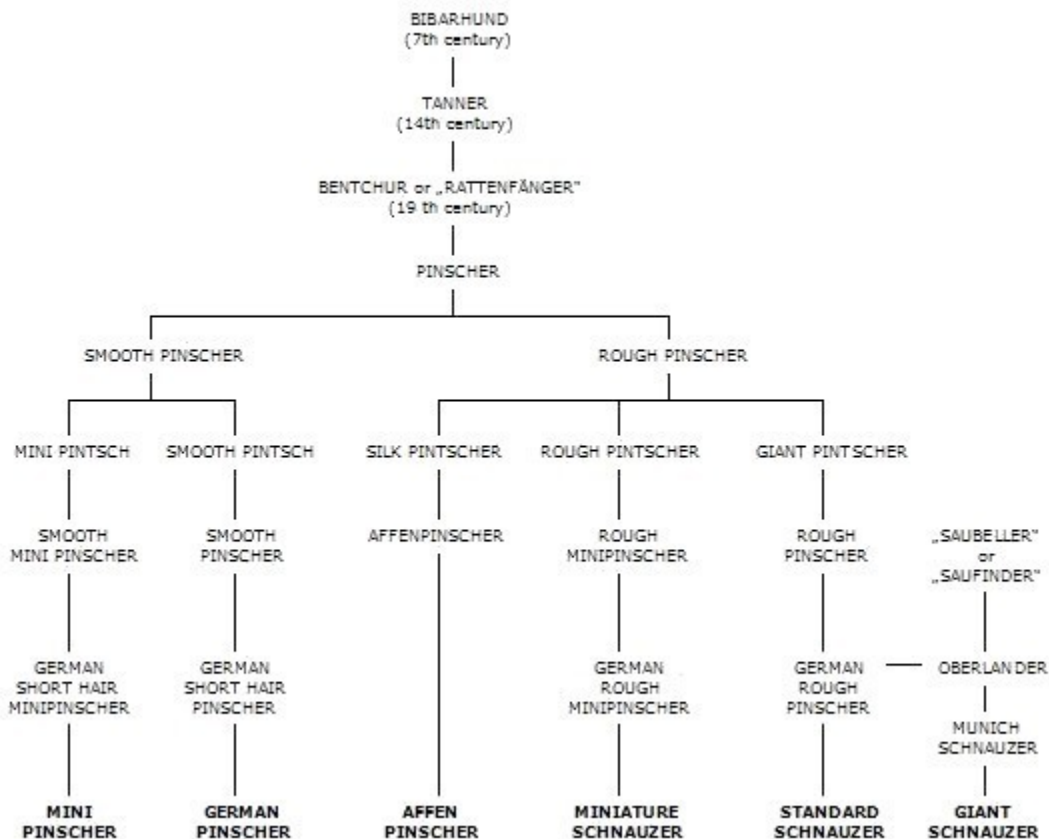 BIBARHUND
(7th century)
TANNER
(14th century)
BENTCHUR or „RATTENFÄNGER“
(19 th century)
PINSCHER
SMOOTH PINSCHER
ROUGH PINSCHER
MINI PINTSCH
SMOOTH PINTSCH
SILK PINTSCHER
ROUGH PINTSCHER
GIANT PINTSCHER
SMOOTH
MINI PINSCHER
SMOOTH
PINSCHER
AFFENPINSCHER
ROUGH
MINIPINSCHER
ROUGH
PINSCHER
„SAUBELLER“
or
„SAUFINDER“
GERMAN
SHORT HAIR
MINIPINSCHER
GERMAN
SHORT HAIR
PINSCHER
GERMAN
ROUGH
MINIPINSCHER
GERMAN
ROUGH
PINSCHER
OBERLANDER
MUNICH
SCHNAUZER
MINI
PINSCHER
GERMAN
PINSCHER
AFFEN
PINSCHER
MINIATURE
SCHNAUZER
STANDARD
SCHNAUZER
GIANT
SCHNAUZER